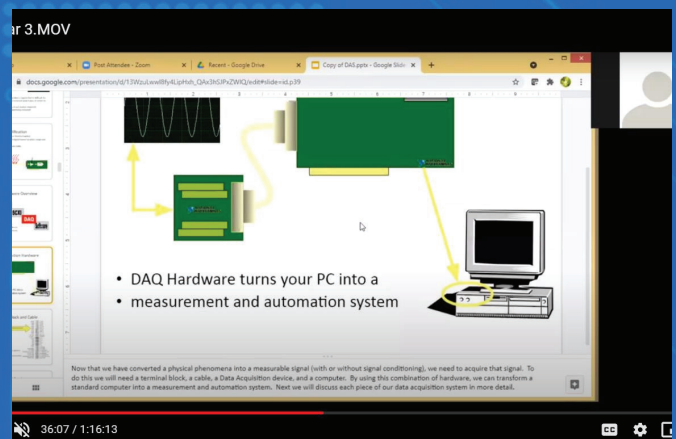 ar 3.MOV
Post Attendee - Zoom
Recent - Google Drive
Copy of DAS.pptx - Google Slide
docs.google.com/presentation/d/
• DAQ Hardware turns your PC into a
• measurement and automation system
Now that we have converted a physical phenomena into a measurable signal (with or without signal conditioning), we need to acquire that signal. To
do this we will need a terminal block, a cable, a Data Acquisition device, and a computer. By using this combination of hardware, we can transform a
standard computer into a measurement and automation system. Next we will discuss each piece of our data acquisition system in more detail.
36:07 / 1:16:13
CC